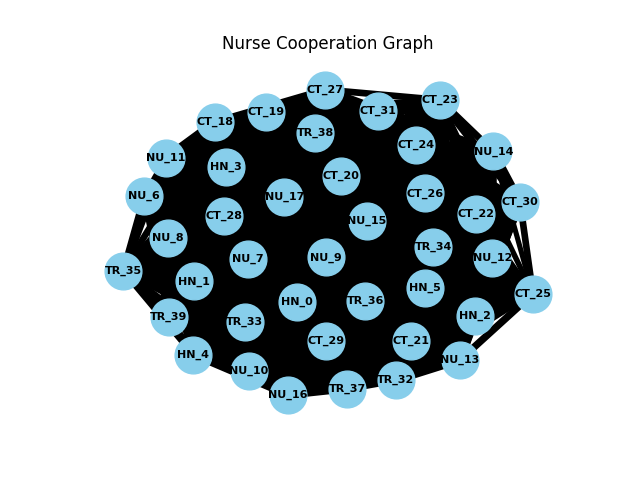 Nurse Cooperation Graph
CT_27
CT_23
CT_31
CT_19
CT_18
TR_38
CT_24
NU_14
NU_11
HN_3
CT_20
CT_26
NU_6
NU_17
CT_30
CT_22
CT_28
NU_15
NU_8
TR_34
NU_7
NU_9
NU_12
TR_35
HN_1
HN_5
CT_25
HN_0
TR_36
TR_39
TR_33
HN_2
CT_29
CT_21
HN_4
NU_13
NU_10
TR_32
TR_37
NU_16